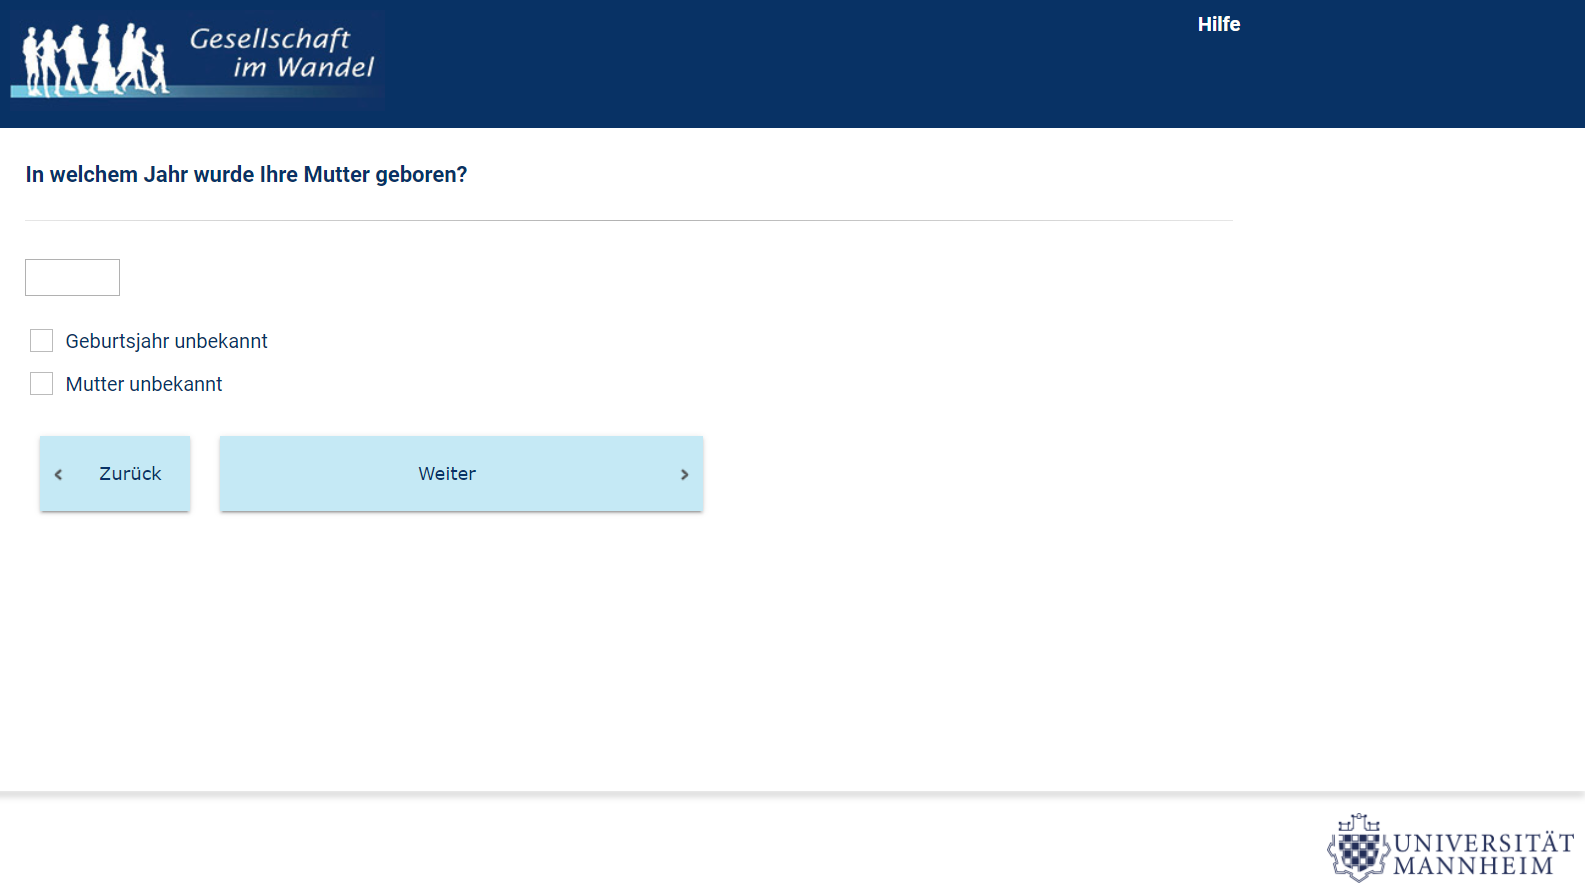 Gesellschaft
im Wandel
Hilfe
In welchem Jahr wurde Ihre Mutter geboren?
Geburtsjahr unbekannt
Mutter unbekannt
Zurück
Weiter
UNIVERSITÄT
MANNHEIM